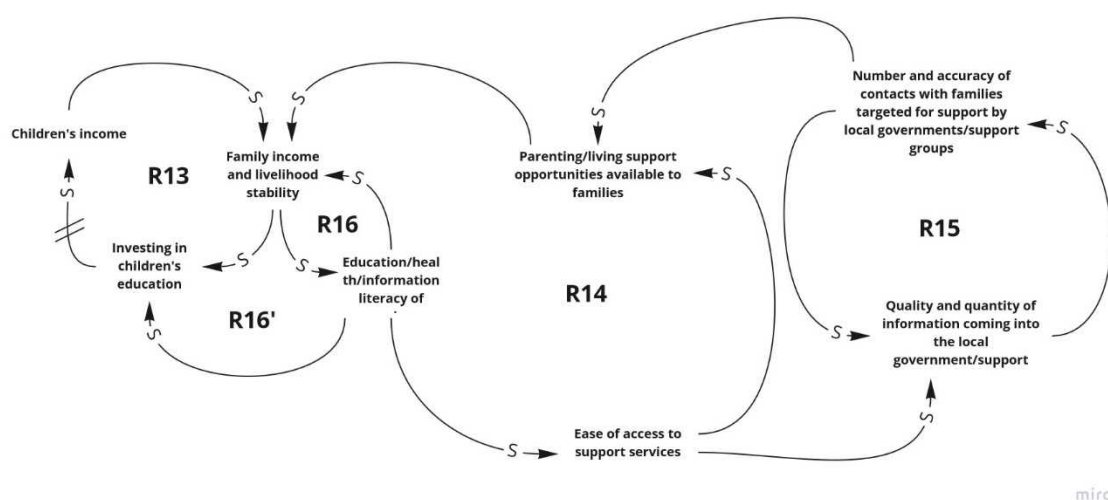 Number and accuracy of
contacts with families
targeted for support by
local governments/support
groups
Children's income
Family income
and livelihood
stability
Parenting/living support
opportunities available to
families
R13
R16
R15
Investing in
children's
education
Education/heal
th/information
literacy of
R14
R16'
Quality and quantity of
information coming into
the local
government/support
Ease of access to
support services
S
S
S
S
S
S
S
S
S
S
S
S
S
miro